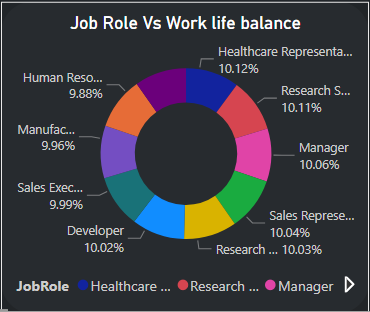 Job Role Vs Work life balance
Healthcare Representa...
10.12%
Research S...
10.11%
Manager
10.06%
Sales Represe...
10.04%
Research ... 10.03%
Developer
10.02%
Sales Exec...
9.99%
Manufac...
9.96%
Human Reso...
9.88%
JobRole Healthcare ... Research ... Manager